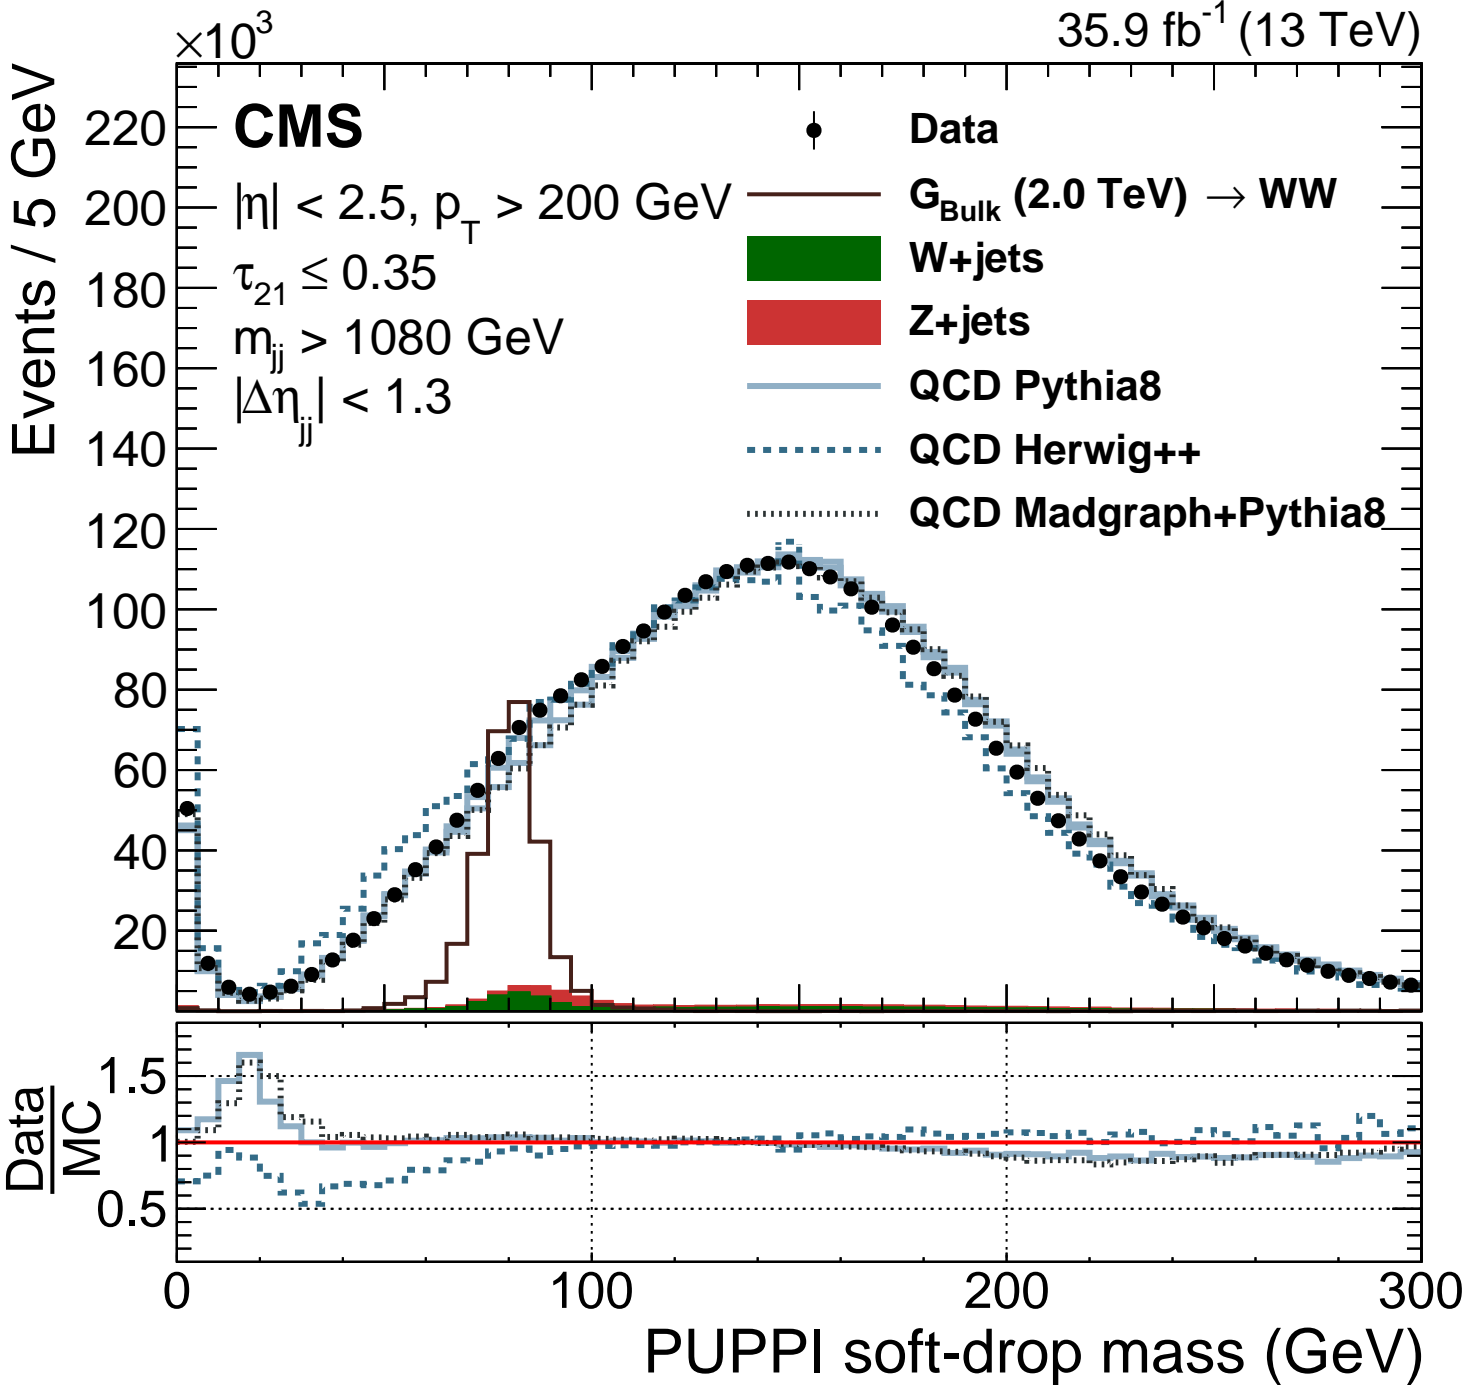 ×10³
35.9 fb⁻¹ (13 TeV)
Events / 5 GeV
220
200
180
160
140
120
100
80
60
40
20
CMS
|η| < 2.5, p_T > 200 GeV
τ₂₁ ≤ 0.35
m_jj > 1080 GeV
|Δη_jj| < 1.3
Data
G_Bulk (2.0 TeV) → WW
W+jets
Z+jets
QCD Pythia8
QCD Herwig++
QCD Madgraph+Pythia8
Data
MC
1.5
1
0.5
0
100
200
300
PUPPI soft-drop mass (GeV)